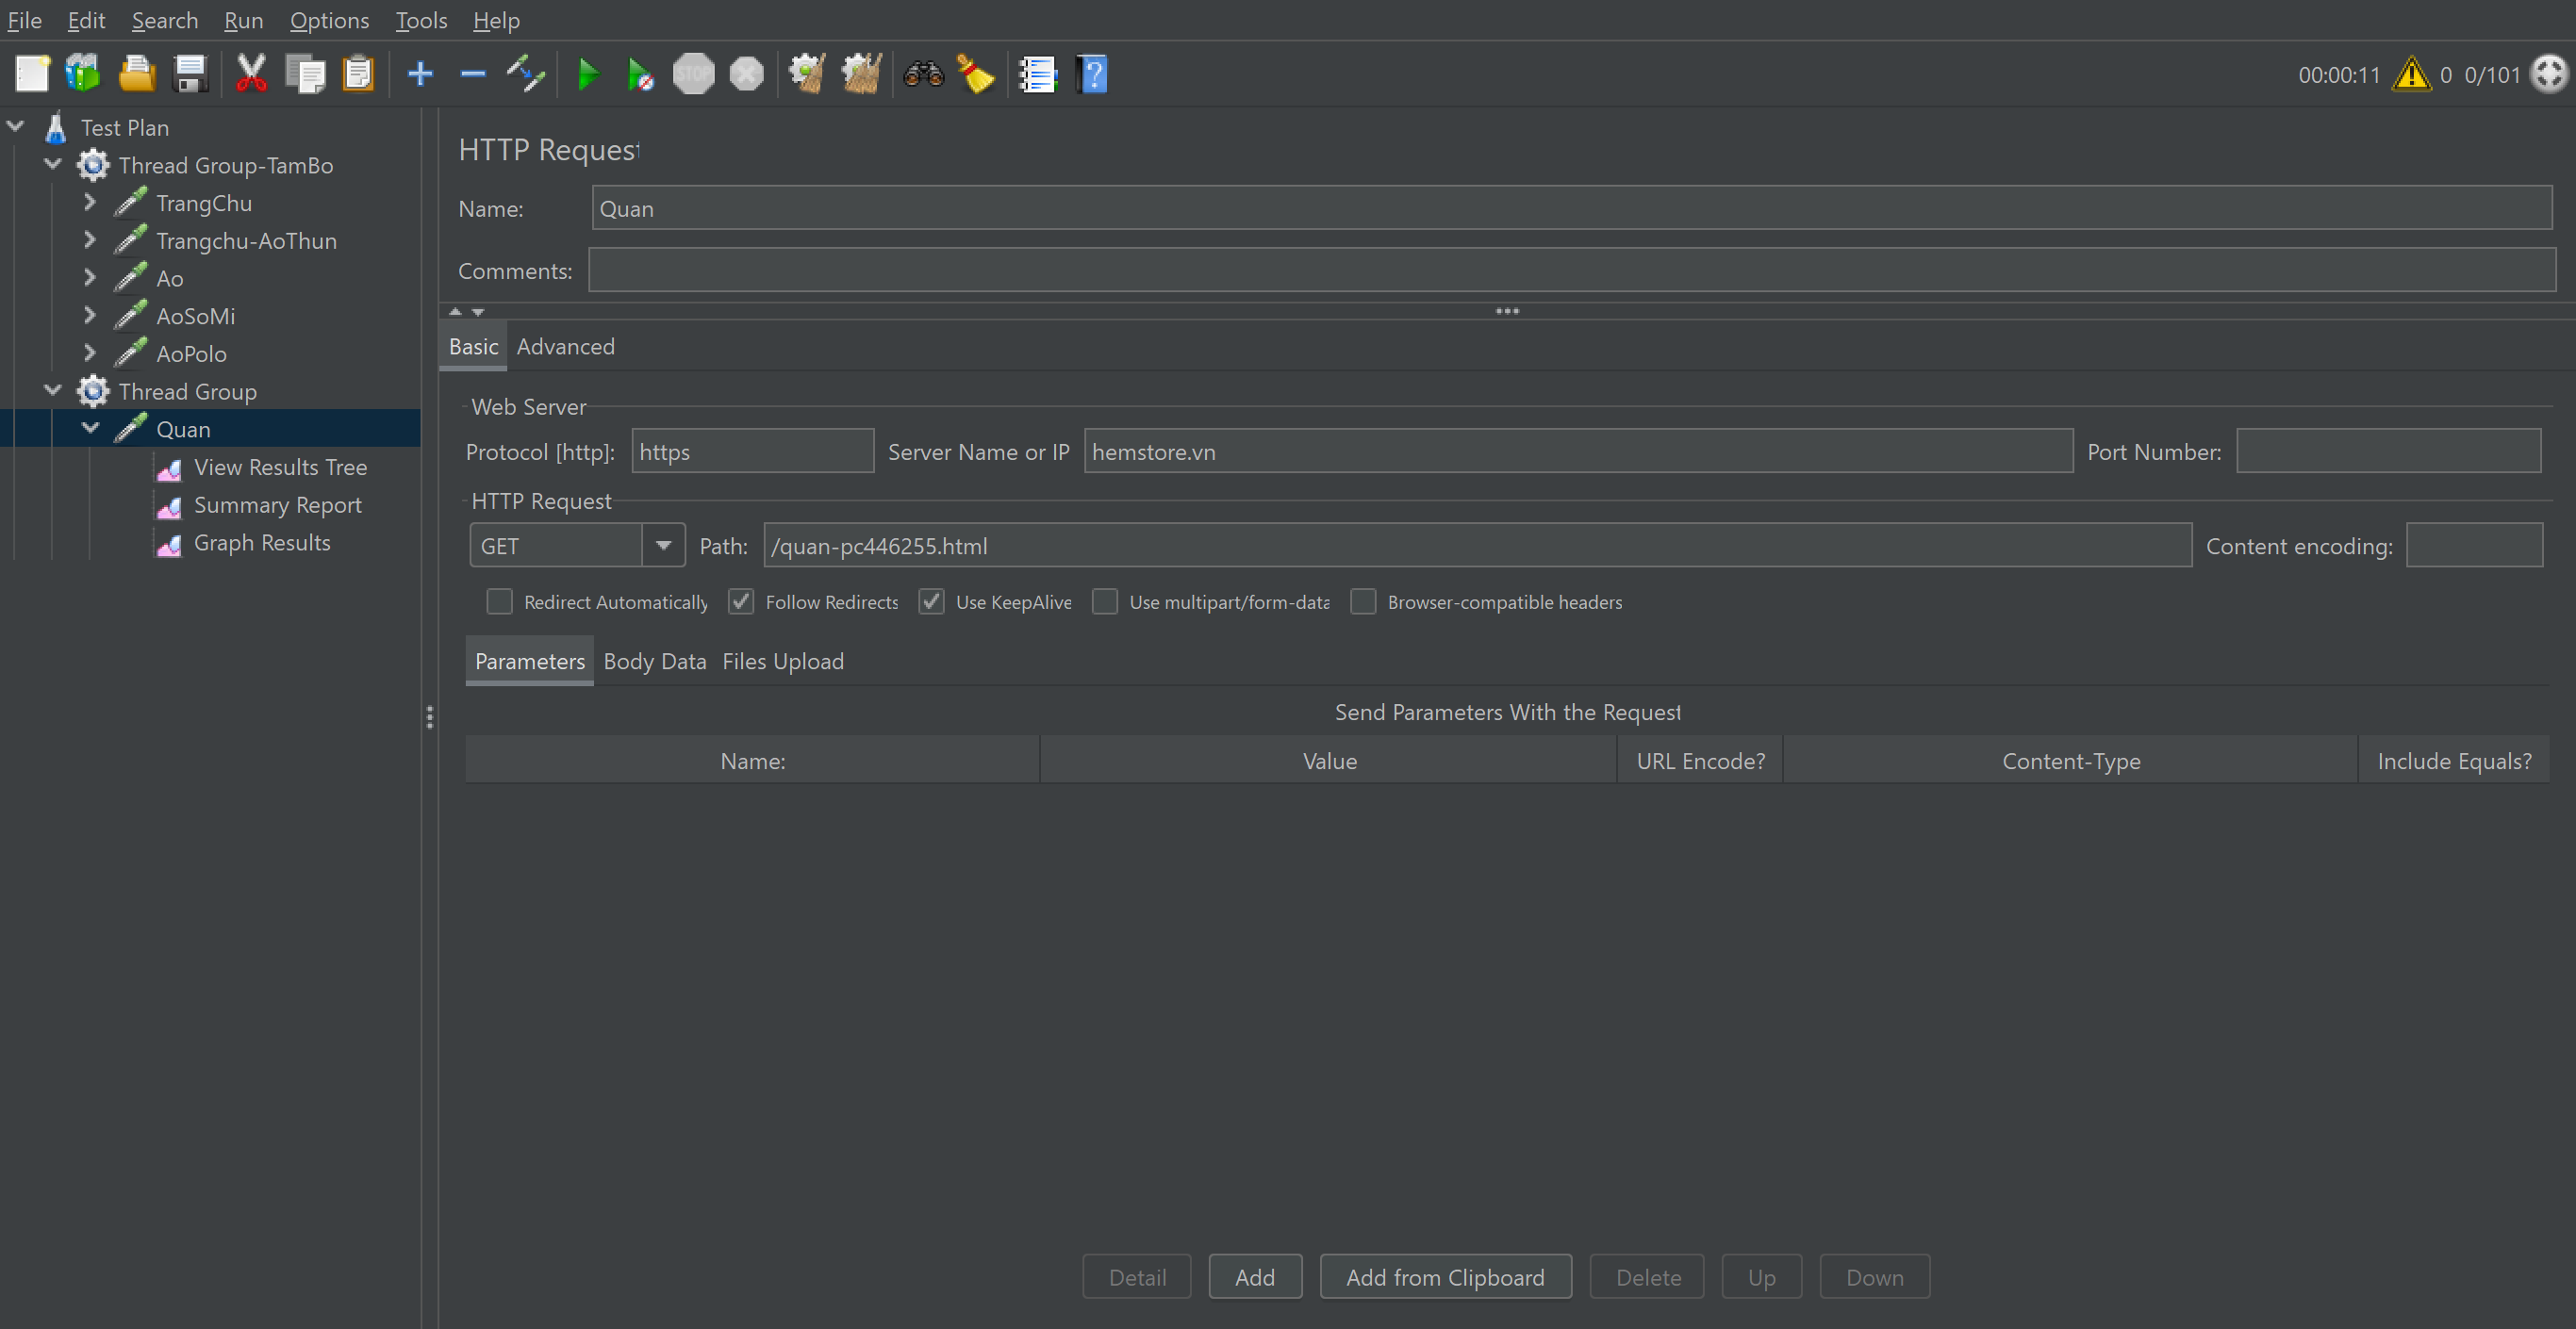 File Edit Search Run Options Tools Help
STOP
00:00:11 0 0/101
Test Plan
Thread Group-TamBo
TrangChu
Trangchu-AoThun
Ao
AoSoMi
AoPolo
Thread Group
Quan
View Results Tree
Summary Report
Graph Results
HTTP Request
Name: Quan
Comments:
Basic Advanced
Web Server
Protocol [http]: https Server Name or IP hemstore.vn Port Number:
HTTP Request
GET Path: /quan-pc446255.html Content encoding:
Redirect Automatically Follow Redirects Use KeepAlive Use multipart/form-data Browser-compatible headers
Parameters Body Data Files Upload
Send Parameters With the Request
Name: Value URL Encode? Content-Type Include Equals?
Detail Add Add from Clipboard Delete Up Down